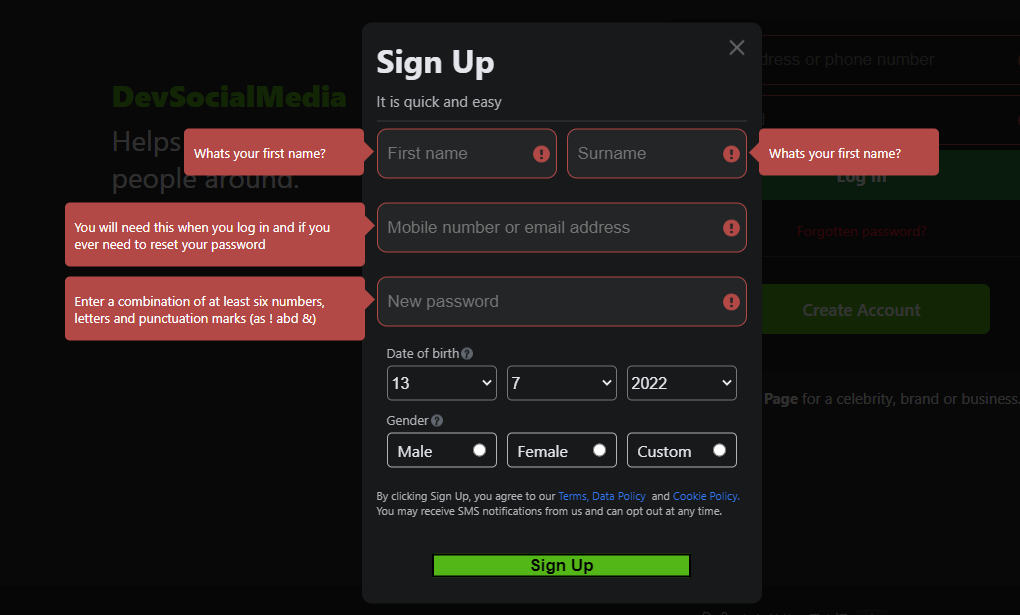 Sign Up
It is quick and easy
DevSocialMedia
Helps
people around.
dress or phone number
Whats your first name?
First name
Surname
Whats your first name?
Log In
You will need this when you log in and if you
ever need to reset your password
Mobile number or email address
Forgotten password?
Enter a combination of at least six numbers,
letters and punctuation marks (as ! abd &)
New password
Create Account
Date of birth
13 7 2022
Page for a celebrity, brand or business.
Gender
Male Female Custom
By clicking Sign Up, you agree to our Terms, Data Policy and Cookie Policy.
You may receive SMS notifications from us and can opt out at any time.
Sign Up